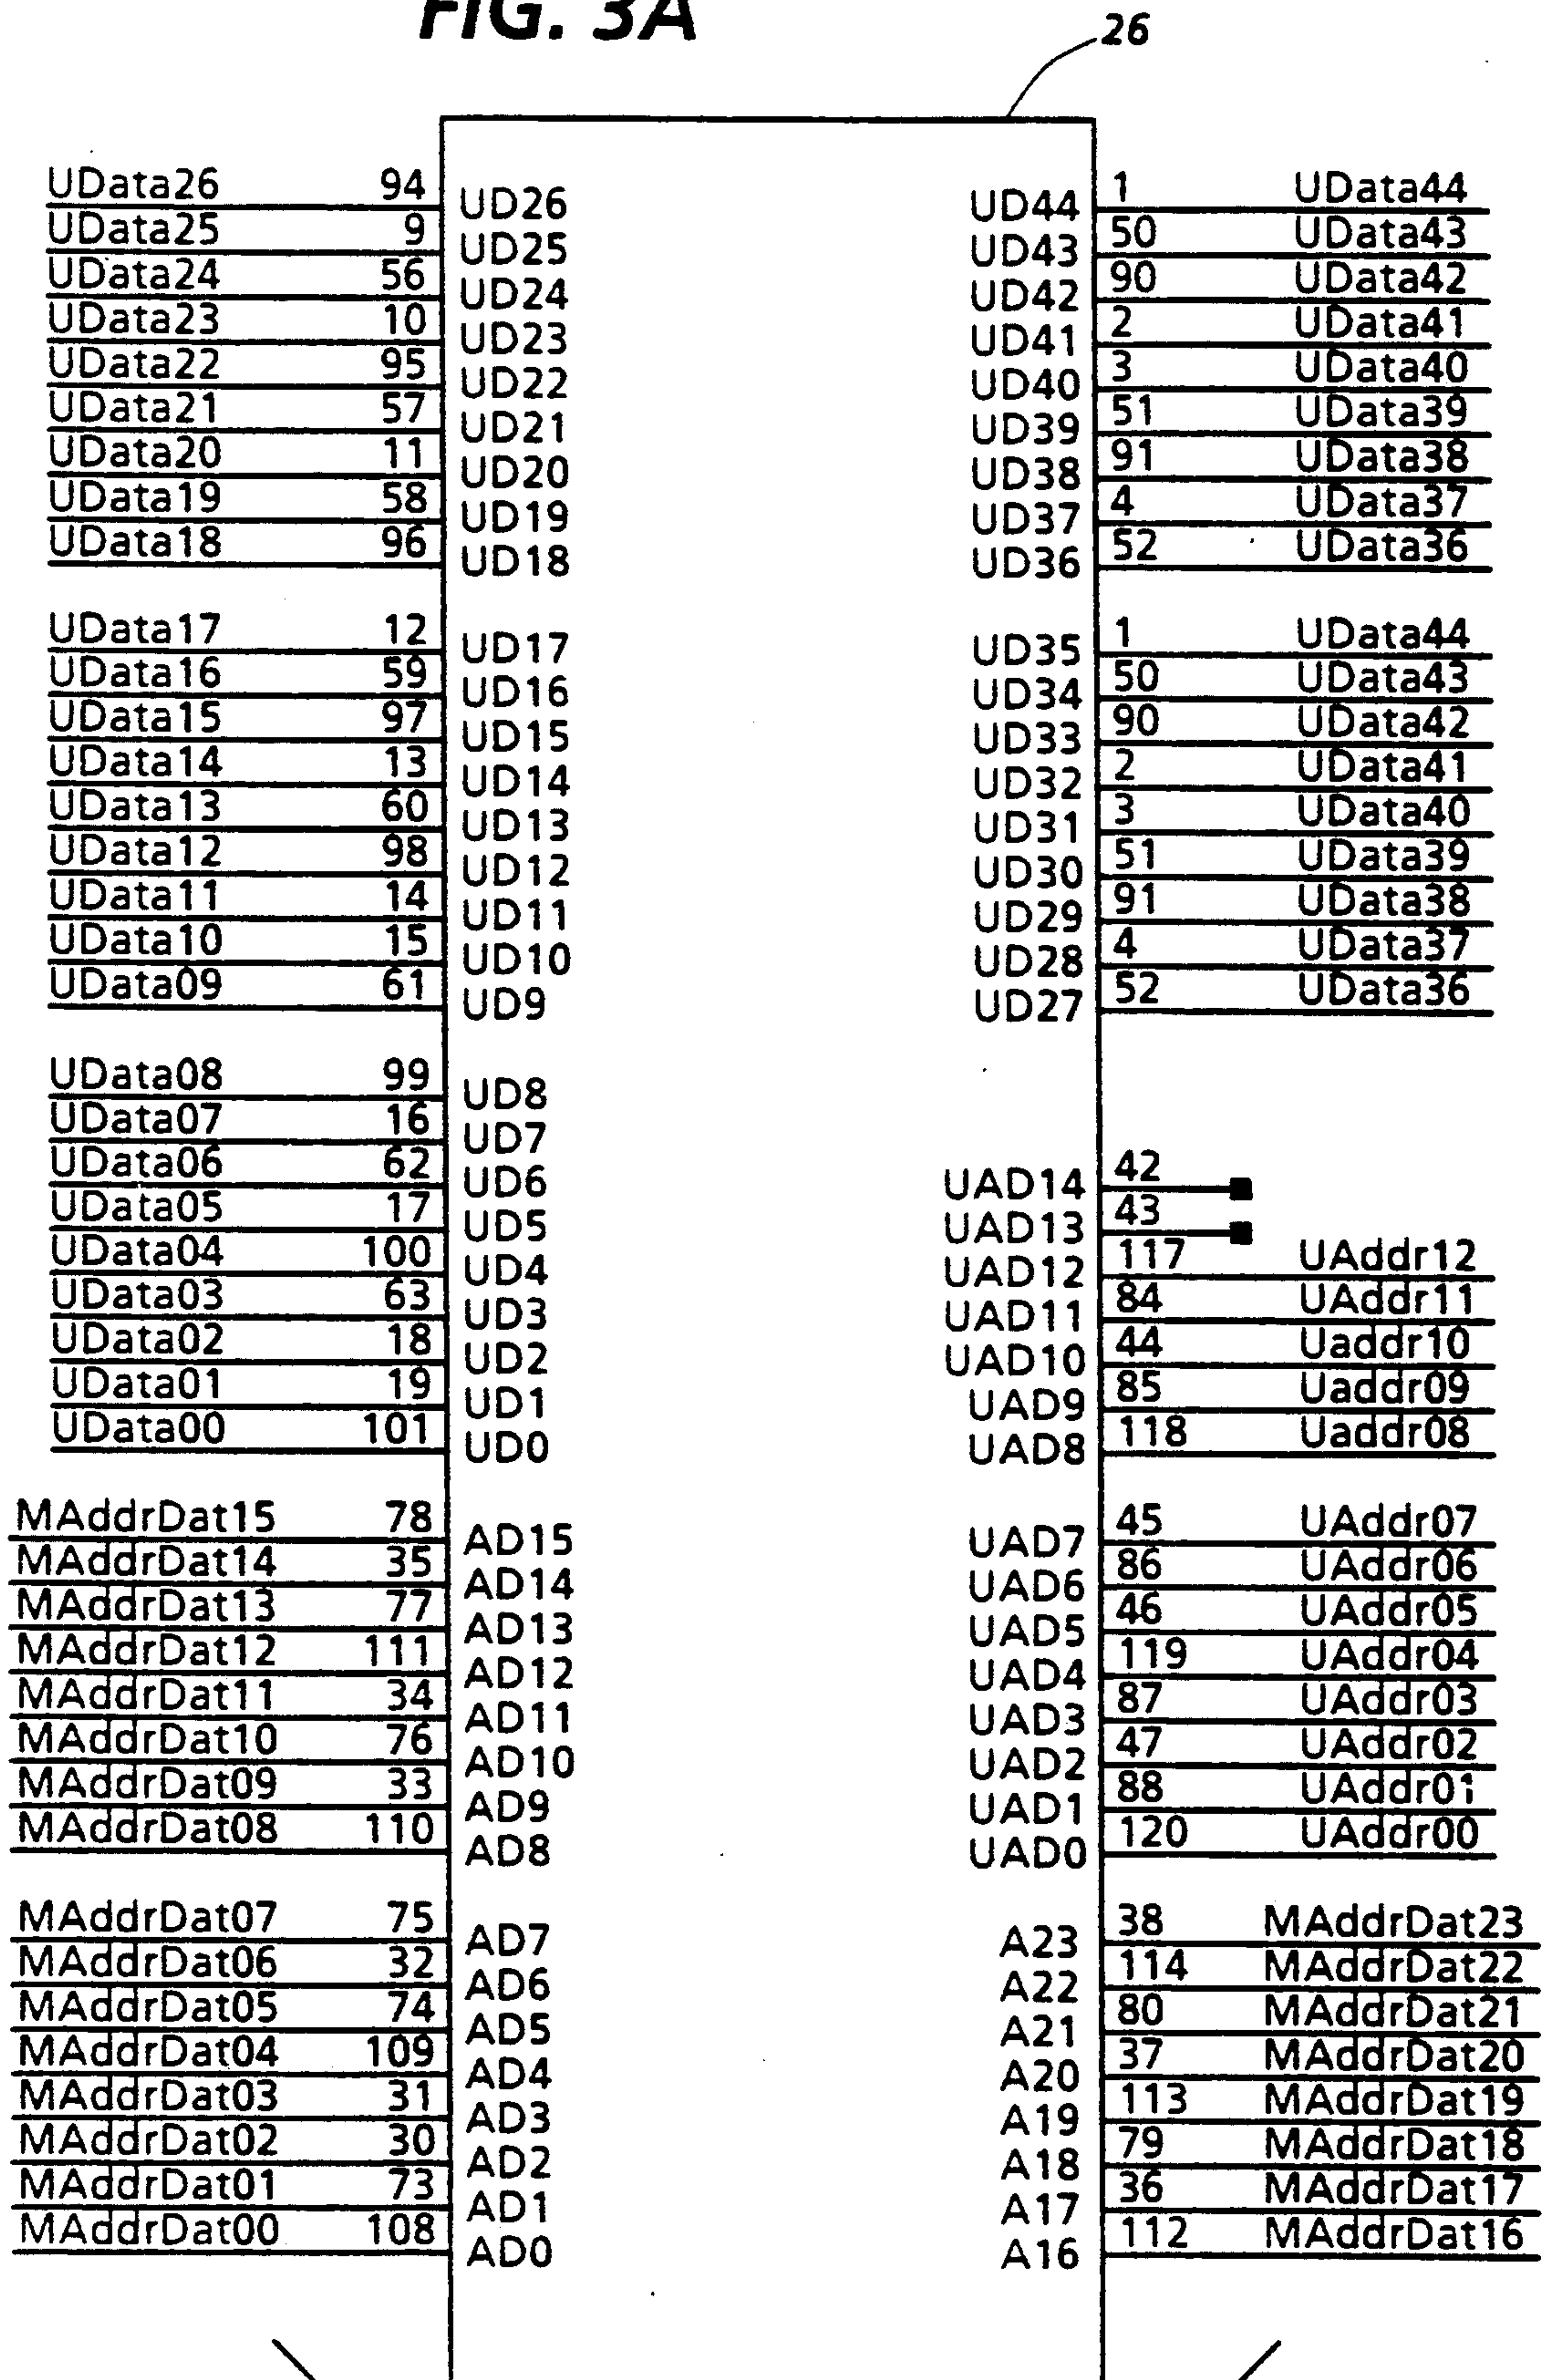 FIG. 3A
26
UData26 94 UD26 UD44 1 UData44
UData25 9 UD25 UD43 50 UData43
UData24 56 UD24 UD42 90 UData42
UData23 10 UD23 UD41 2 UData41
UData22 95 UD22 UD40 3 UData40
UData21 57 UD21 UD39 51 UData39
UData20 11 UD20 UD38 91 UData38
UData19 58 UD19 UD37 4 UData37
UData18 96 UD18 UD36 52 UData36
UData17 12 UD17 UD35 1 UData44
UData16 59 UD16 UD34 50 UData43
UData15 97 UD15 UD33 90 UData42
UData14 13 UD14 UD32 2 UData41
UData13 60 UD13 UD31 3 UData40
UData12 98 UD12 UD30 51 UData39
UData11 14 UD11 UD29 91 UData38
UData10 15 UD10 UD28 4 UData37
UData09 61 UD9 UD27 52 UData36
UData08 99 UD8
UData07 16 UD7
UData06 62 UD6 UAD14 42
UData05 17 UD5 UAD13 43
UData04 100 UD4 UAD12 117 UAddr12
UData03 63 UD3 UAD11 84 UAddr11
UData02 18 UD2 UAD10 44 Uaddr10
UData01 19 UD1 UAD9 85 Uaddr09
UData00 101 UD0 UAD8 118 Uaddr08
MAddrDat15 78 AD15 UAD7 45 UAddr07
MAddrDat14 35 AD14 UAD6 86 UAddr06
MAddrDat13 77 AD13 UAD5 46 UAddr05
MAddrDat12 111 AD12 UAD4 119 UAddr04
MAddrDat11 34 AD11 UAD3 87 UAddr03
MAddrDat10 76 AD10 UAD2 47 UAddr02
MAddrDat09 33 AD9 UAD1 88 UAddr01
MAddrDat08 110 AD8 UAD0 120 UAddr00
MAddrDat07 75 AD7 A23 38 MAddrDat23
MAddrDat06 32 AD6 A22 114 MAddrDat22
MAddrDat05 74 AD5 A21 80 MAddrDat21
MAddrDat04 109 AD4 A20 37 MAddrDat20
MAddrDat03 31 AD3 A19 113 MAddrDat19
MAddrDat02 30 AD2 A18 79 MAddrDat18
MAddrDat01 73 AD1 A17 36 MAddrDat17
MAddrDat00 108 AD0 A16 112 MAddrDat16